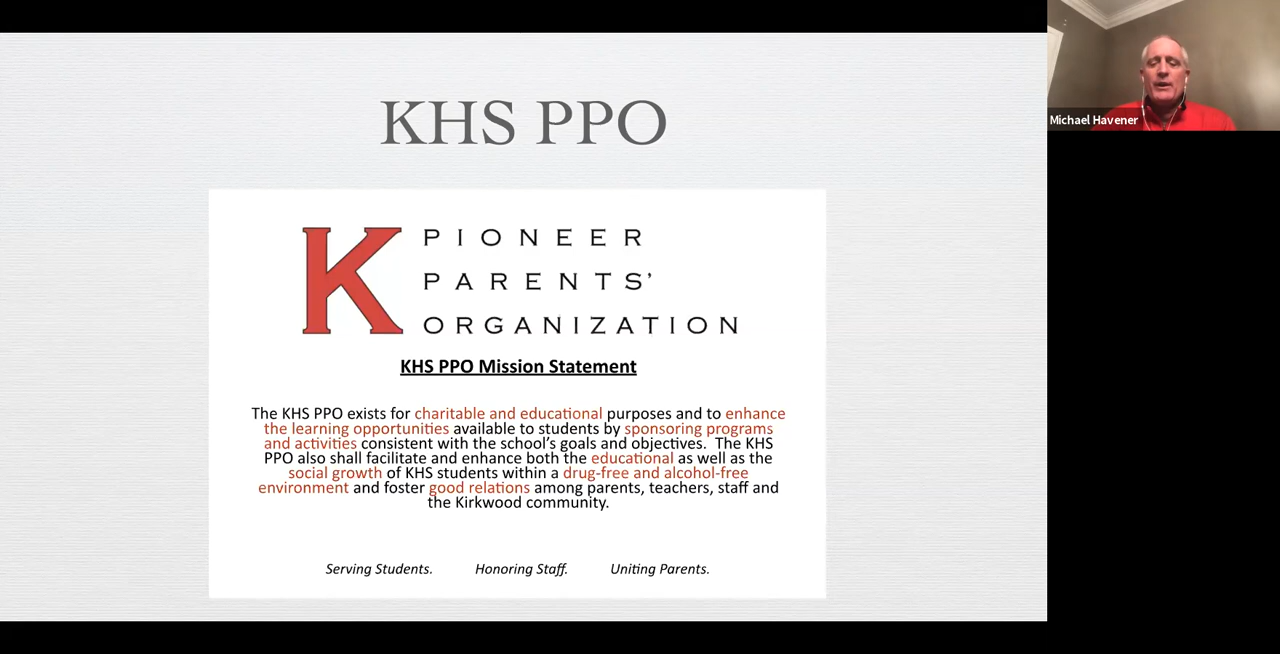 KHS PPO
K
PIONEER
PARENTS’
ORGANIZATION
KHS PPO Mission Statement
The KHS PPO exists for charitable and educational purposes and to enhance
the learning opportunities available to students by sponsoring programs
and activities consistent with the school’s goals and objectives.  The KHS
PPO also shall facilitate and enhance both the educational as well as the
social growth of KHS students within a drug-free and alcohol-free
environment and foster good relations among parents, teachers, staff and
the Kirkwood community.
Serving Students. Honoring Staff. Uniting Parents.
Michael Havener